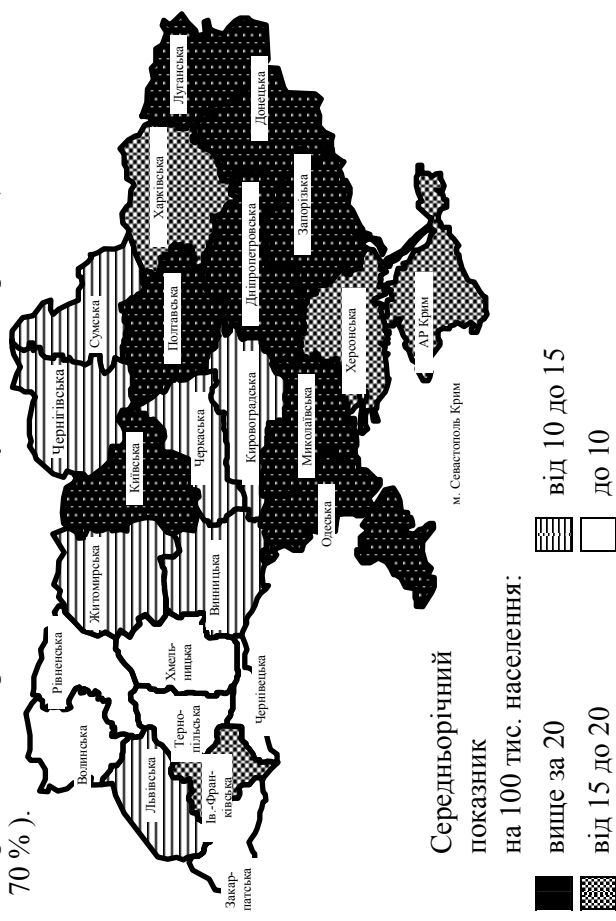 70 % ).
Чернігівська
Сумська
Волинська
Рівненська
Житомирська
Київська
Харківська
Луганська
Львівська
Терно-
пільська
Хмель-
ницька
Винницька
Черкаська
Полтавська
Закар-
патська
Ів.-Фран-
ківська
Чернівецька
Кировоградська
Дніпропетровська
Донецька
Одеська
Миколаївська
Запорізька
Херсонська
АР Крим
м. Севастополь Крим
Середньорічний
показник
на 100 тис. населення:
вище за 20
від 10 до 15
від 15 до 20
до 10